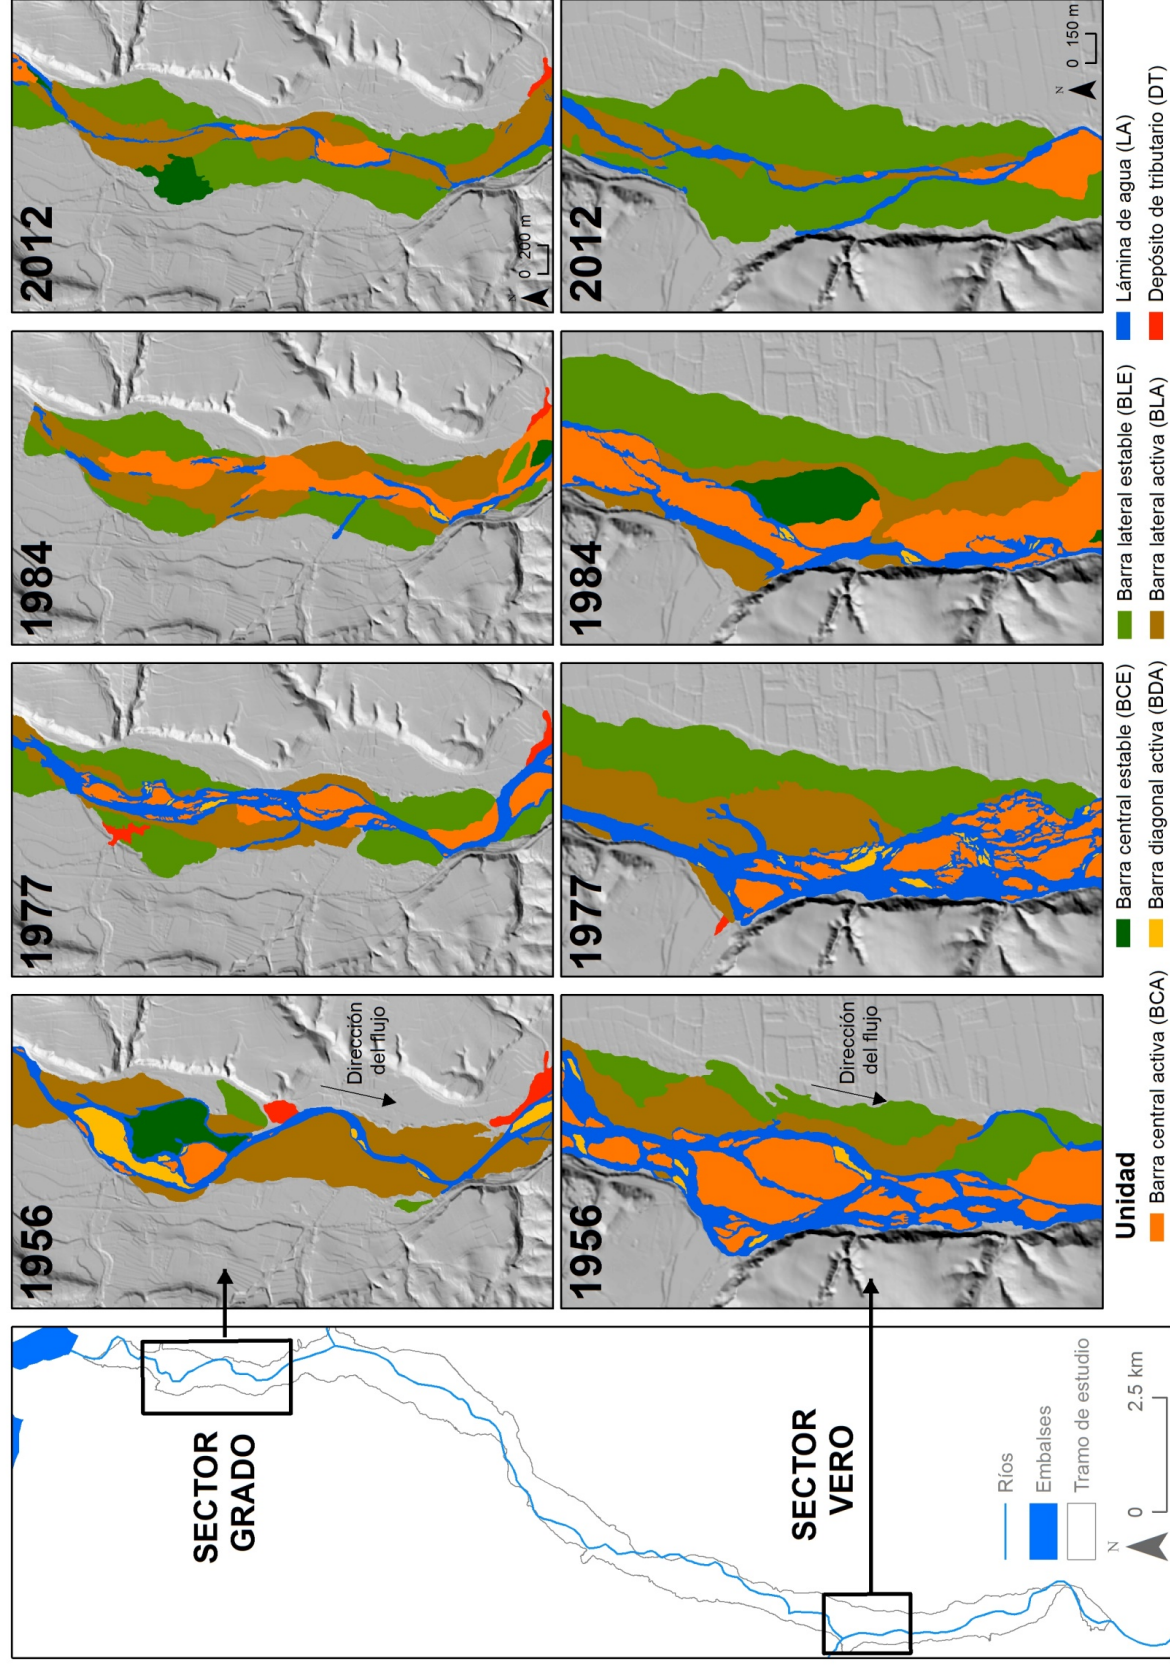 SECTOR
GRADO
SECTOR
VERO
Ríos
Embalses
Tramo de estudio
N
0
2.5 km
1956
Dirección
del flujo
1977
1984
2012
N
0 200 m
1956
Dirección
del flujo
1977
1984
2012
N
0 150 m
Unidad
Barra central activa (BCA)
Barra central estable (BCE)
Barra diagonal activa (BDA)
Barra lateral estable (BLE)
Barra lateral activa (BLA)
Lámina de agua (LA)
Depósito de tributario (DT)